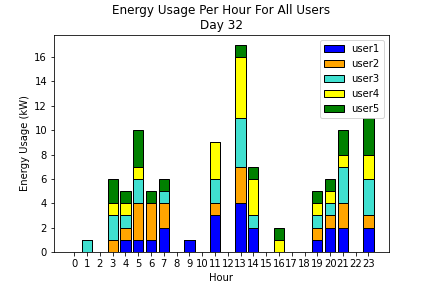 Energy Usage Per Hour For All Users
Day 32
user1
user2
user3
user4
user5
Energy Usage (kW)
16
14
12
10
8
6
4
2
0
0 1 2 3 4 5 6 7 8 9 10 11 12 13 14 15 16 17 18 19 20 21 22 23
Hour